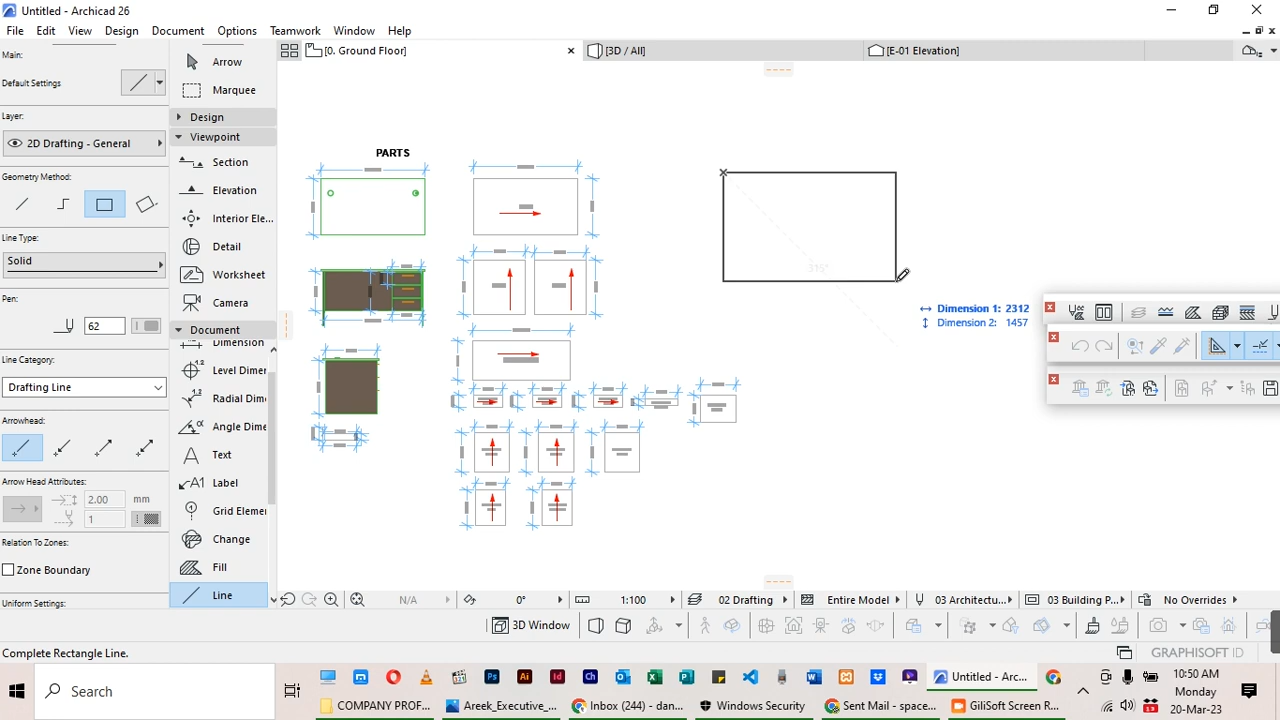 Untitled - Archicad 26
File Edit View Design Document Options Teamwork Window Help
Main:
Default Settings
Layer:
2D Drafting - General
Geometry Method:
Line Type:
Solid
Pen:
62
Line Category:
Drafting Line
Arrowhead:
Arrow Head Attributes:
2.00 mm
1
Relation To Zones:
Zone Boundary
Uniform Settings:
Arrow
Marquee
Design
Viewpoint
Section
Elevation
Interior Ele...
Detail
Worksheet
Camera
Document
Dimension
Level Dimer
Radial Dime
Angle Dime
Text
Label
Grid Elemer
Change
Fill
Line
[0. Ground Floor]
[3D / All]
[E-01 Elevation]
PARTS
315°
Dimension 1: 2312
Dimension 2: 1457
N/A 0° 1:100 02 Drafting Entire Model 03 Architectu... 03 Building P... No Overrides
3D Window
Complete Rectangle Line.
GRAPHISOFT ID
Search
Untitled - Arc...
COMPANY PROF... Areek_Executive_... Inbox (244) - dan... Windows Security Sent Mail - space... GiliSoft Screen R...
10:50 AM
Monday
20-Mar-23